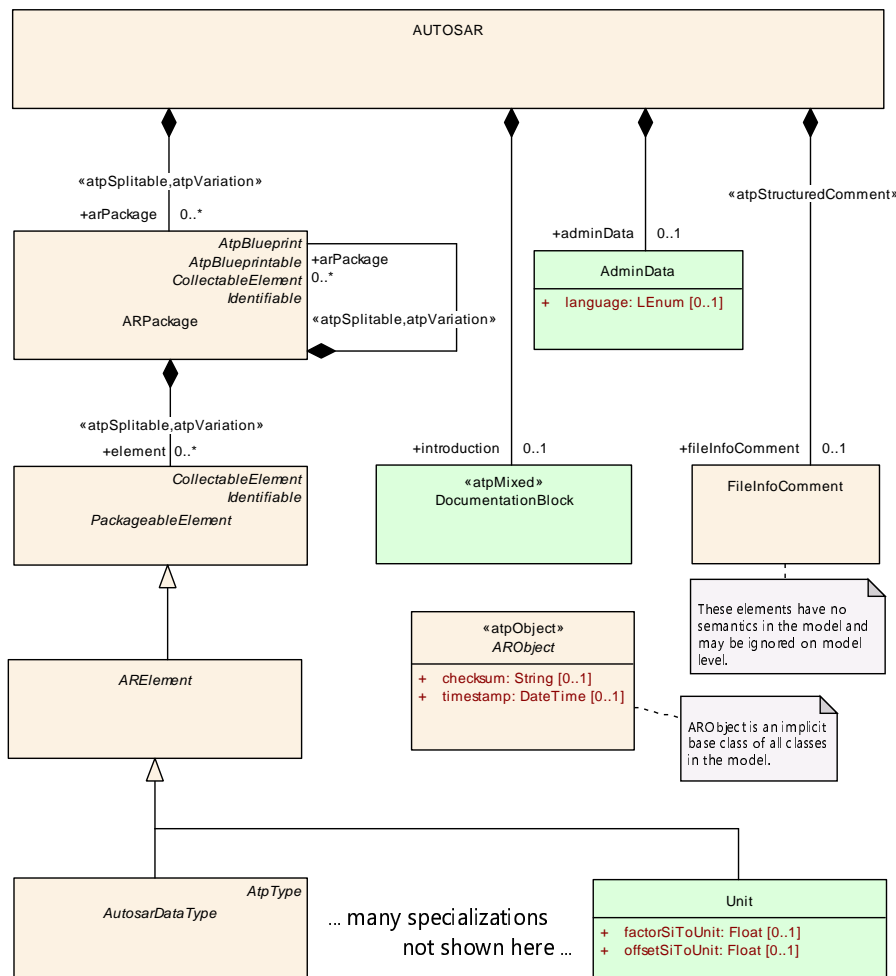 AUTOSAR
«atpSplitable,atpVariation»
+arPackage 0..*
«atpStructuredComment»
+adminData 0..1
AdminData
+ language: LEnum [0..1]
AtpBlueprint
AtpBlueprintable
CollectableElement
Identifiable
ARPackage
+arPackage
0..*
«atpSplitable,atpVariation»
«atpSplitable,atpVariation»
+element 0..*
+introduction 0..1
+fileInfoComment 0..1
CollectableElement
Identifiable
PackageableElement
«atpMixed»
DocumentationBlock
FileInfoComment
These elements have no
semantics in the model and
may be ignored on model
level.
«atpObject»
ARObject
+ checksum: String [0..1]
+ timestamp: DateTime [0..1]
ARObject is an implicit
base class of all classes
in the model.
ARElement
AtpType
AutosarDataType
... many specializations
not shown here ...
Unit
+ factorSiToUnit: Float [0..1]
+ offsetSiToUnit: Float [0..1]